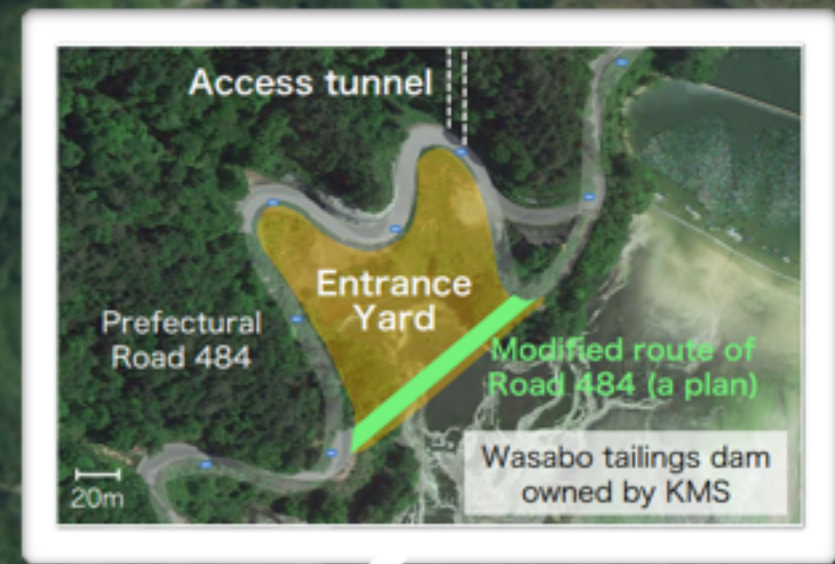 Access tunnel
Entrance
Yard
Prefectural
Road 484
Modified route of
Road 484 (a plan)
Wasabo tailings dam
owned by KMS
20m